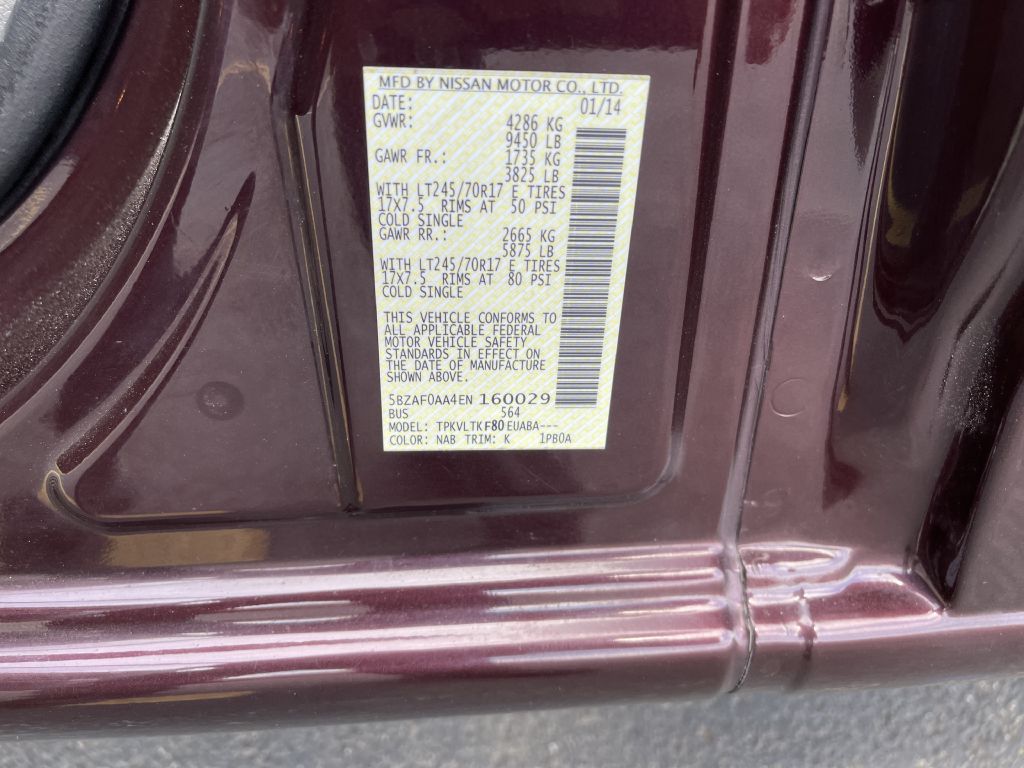 MFD BY NISSAN MOTOR CO., LTD.
DATE: 01/14
GVWR: 4286 KG
9450 LB
GAWR FR.: 1735 KG
3825 LB
WITH LT245/70R17 E TIRES
17X7.5 RIMS AT 50 PSI
COLD SINGLE
GAWR RR.: 2665 KG
5875 LB
WITH LT245/70R17 E TIRES
17X7.5 RIMS AT 80 PSI
COLD SINGLE
THIS VEHICLE CONFORMS TO
ALL APPLICABLE FEDERAL
MOTOR VEHICLE SAFETY
STANDARDS IN EFFECT ON
THE DATE OF MANUFACTURE
SHOWN ABOVE.
5BZAF0AA4EN 160029
BUS 564
MODEL: TPKVLTKF80EUABA---
COLOR: NAB TRIM: K 1PB0A